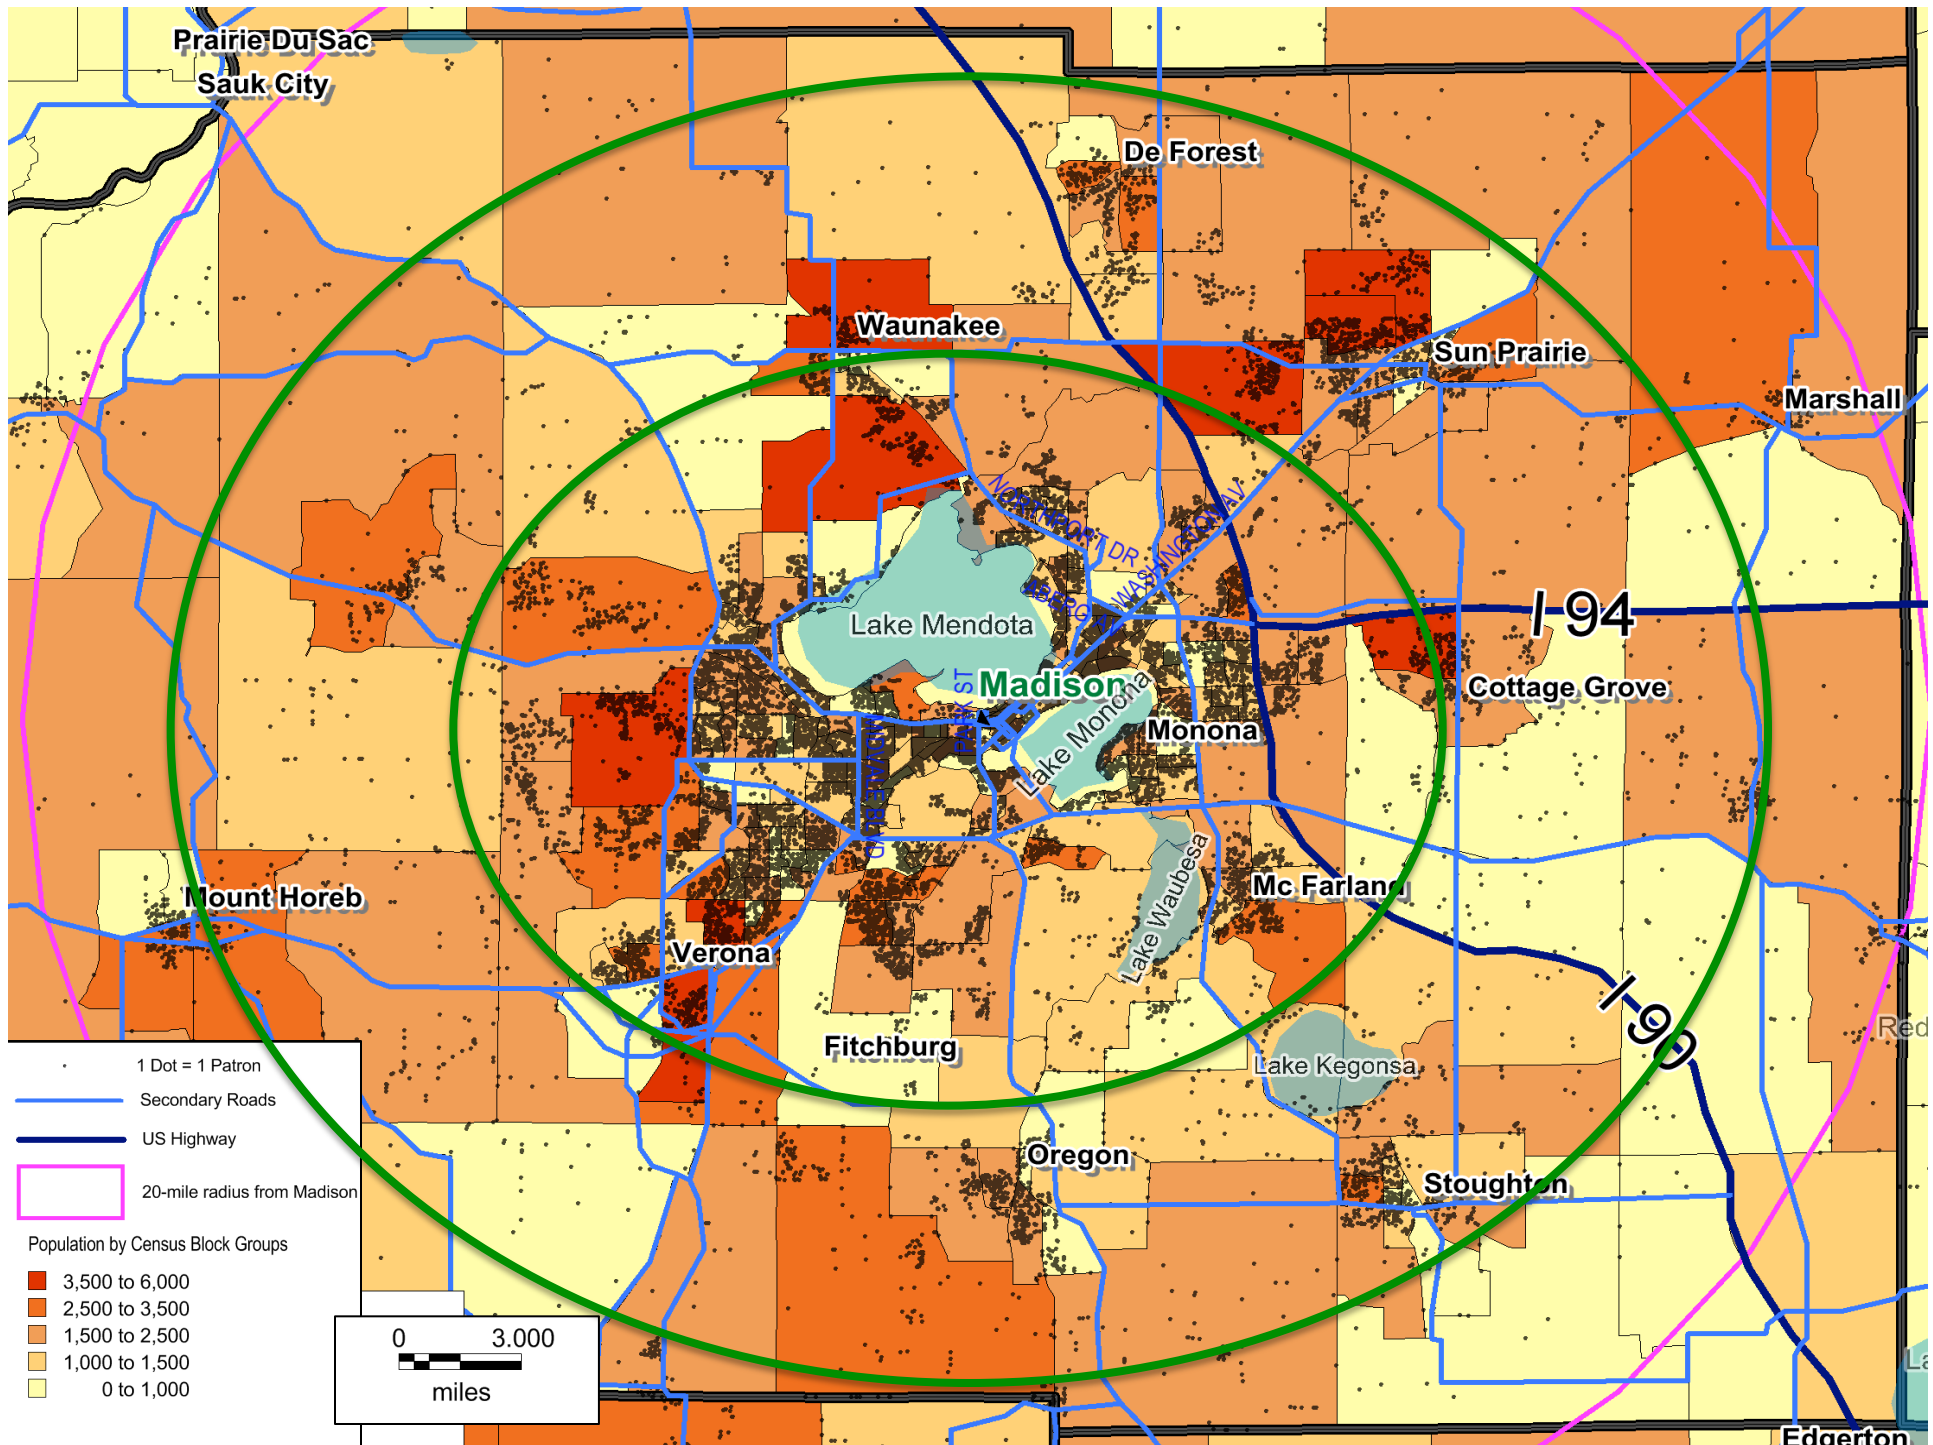 Prairie Du Sac
Sauk City
De Forest
Waunakee
Sun Prairie
Marshall
NORTHPORT DR
WASHINGTON AV
I 94
Lake Mendota
PARK ST
Madison
Cottage Grove
Lake Monona
Monona
Mount Horeb
Mc Farland
Lake Waubesa
Verona
I 90
Red
Fitchburg
Lake Kegonsa
Oregon
Stoughton
La
Edgerton
1 Dot = 1 Patron
Secondary Roads
US Highway
20-mile radius from Madison
Population by Census Block Groups
3,500 to 6,000
2,500 to 3,500
1,500 to 2,500
1,000 to 1,500
0 to 1,000
0 3.000
miles